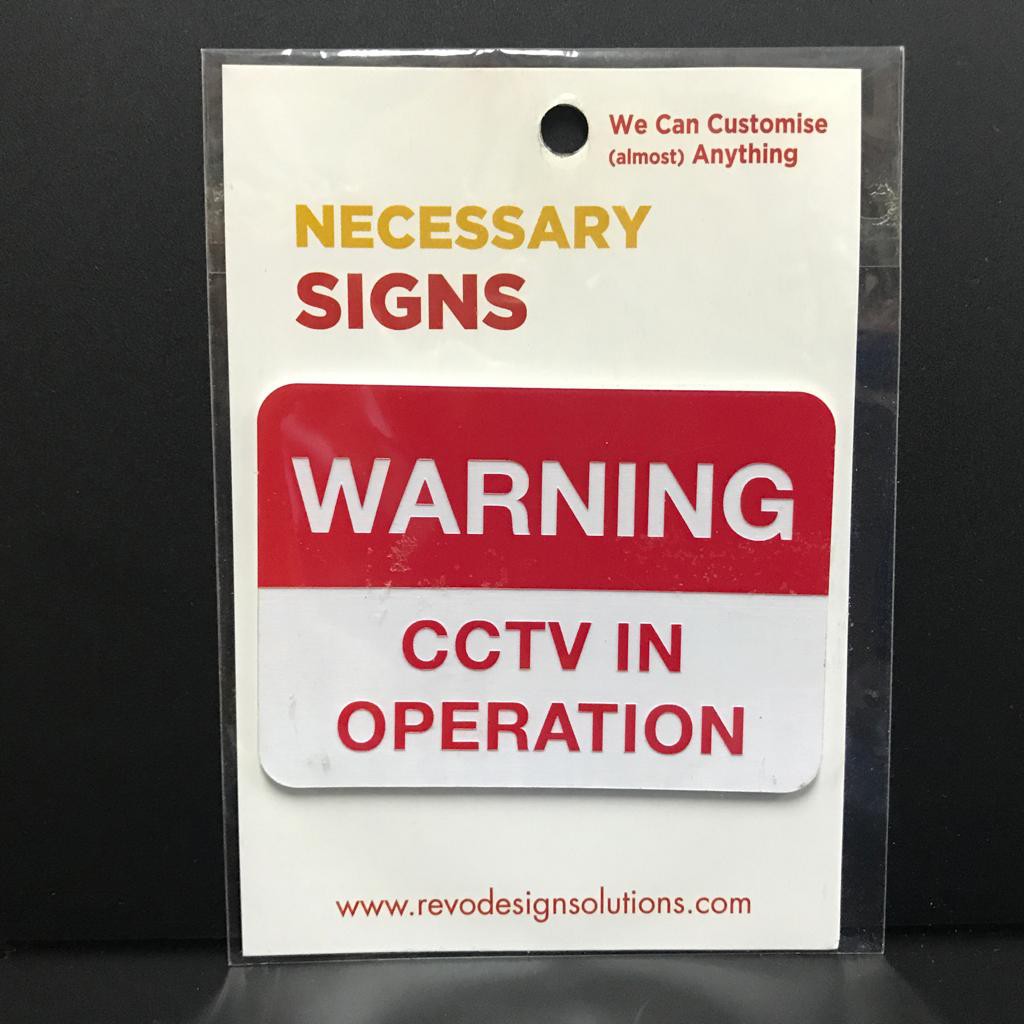 We Can Customise
(almost) Anything
NECESSARY
SIGNS
WARNING
CCTV IN
OPERATION
www.revodesignsolutions.com